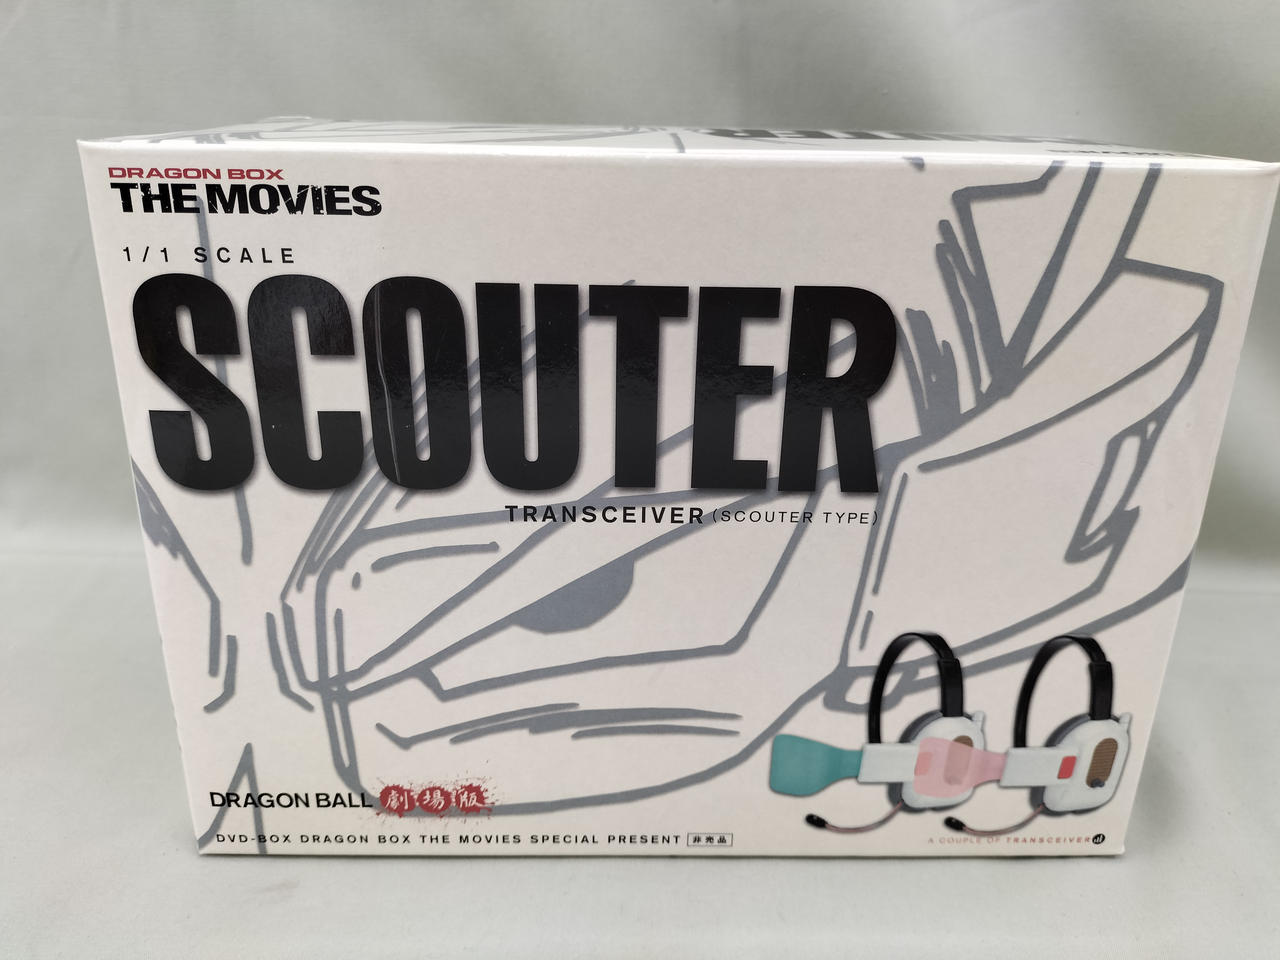 DRAGON BOX
THE MOVIES
1/1 SCALE
SCOUTER
TRANSCEIVER (SCOUTER TYPE)
DRAGON BALL 劇場版
DVD-BOX DRAGON BOX THE MOVIES SPECIAL PRESENT 非売品
A COUPLE OF TRANSCEIVER